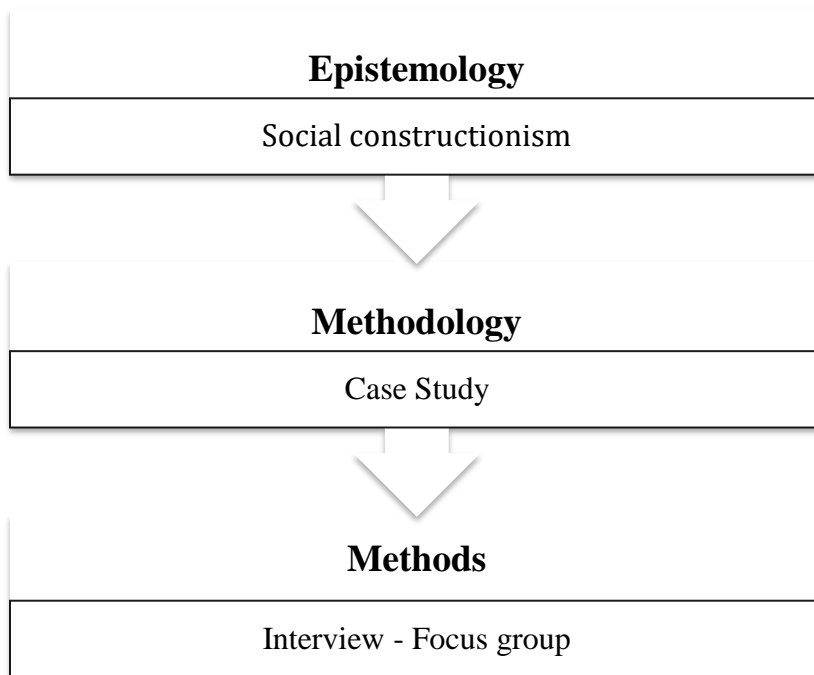 Epistemology
Social constructionism
Methodology
Case Study
Methods
Interview - Focus group